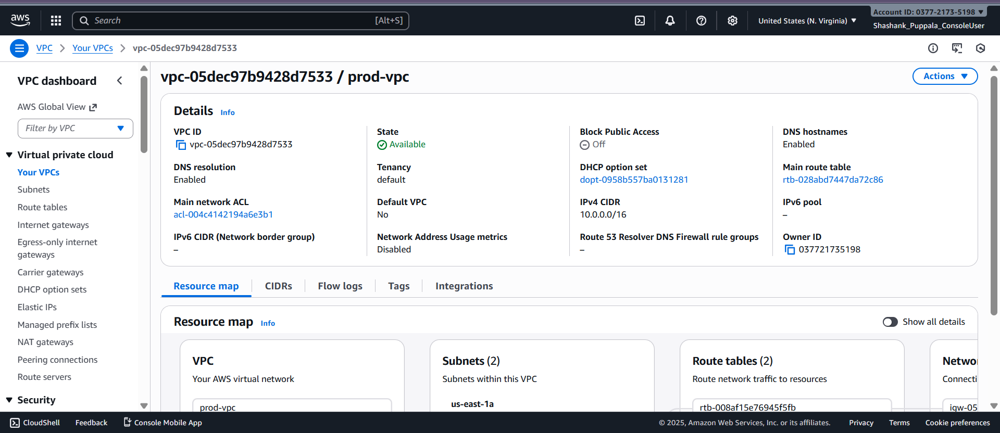 aws
Search [Alt+S]
United States (N. Virginia)
Account ID: 0377-2173-5198
Shashank_Puppala_ConsoleUser
VPC
Your VPCs
vpc-05dec97b9428d7533
VPC dashboard
AWS Global View
Filter by VPC
Virtual private cloud
Your VPCs
Subnets
Route tables
Internet gateways
Egress-only internet
gateways
Carrier gateways
DHCP option sets
Elastic IPs
Managed prefix lists
NAT gateways
Peering connections
Route servers
Security
vpc-05dec97b9428d7533 / prod-vpc
Actions
Details Info
VPC ID
vpc-05dec97b9428d7533
State
Available
Block Public Access
Off
DNS hostnames
Enabled
DNS resolution
Enabled
Tenancy
default
DHCP option set
dopt-0958b557ba0131281
Main route table
rtb-028abd7447da72c86
Main network ACL
acl-004c4142194a6e3b1
Default VPC
No
IPv4 CIDR
10.0.0.0/16
IPv6 pool
–
IPv6 CIDR (Network border group)
–
Network Address Usage metrics
Disabled
Route 53 Resolver DNS Firewall rule groups
–
Owner ID
037721735198
Resource map
CIDRs
Flow logs
Tags
Integrations
Resource map Info
Show all details
VPC
Your AWS virtual network
prod-vpc
Subnets (2)
Subnets within this VPC
us-east-1a
Route tables (2)
Route network traffic to resources
rtb-008af15e76945f5fb
Netwo
Connecti
igw-05
CloudShell
Feedback
Console Mobile App
© 2025, Amazon Web Services, Inc. or its affiliates.
Privacy
Terms
Cookie preferences